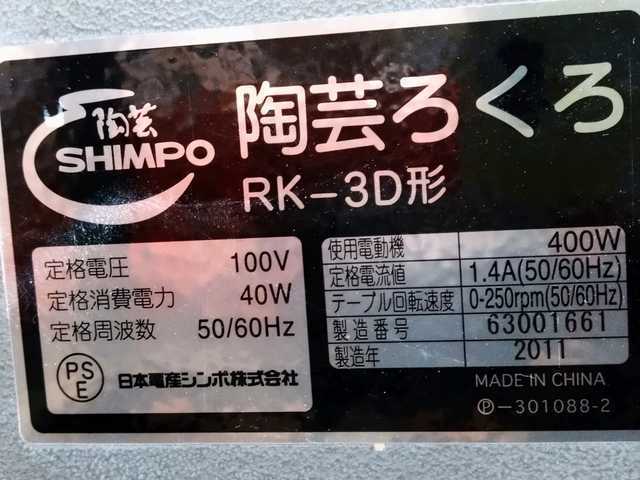 陶芸
SHIMPO
陶芸ろくろ
RK-3D形
定格電圧 100V
定格消費電力 40W
定格周波数 50/60Hz
PS
E
日本電産シンポ株式会社
使用電動機 400W
定格電流値 1.4A(50/60Hz)
テーブル回転速度 0-250rpm(50/60Hz)
製造番号 63001661
製造年 2011
MADE IN CHINA
Ⓟ-301088-2